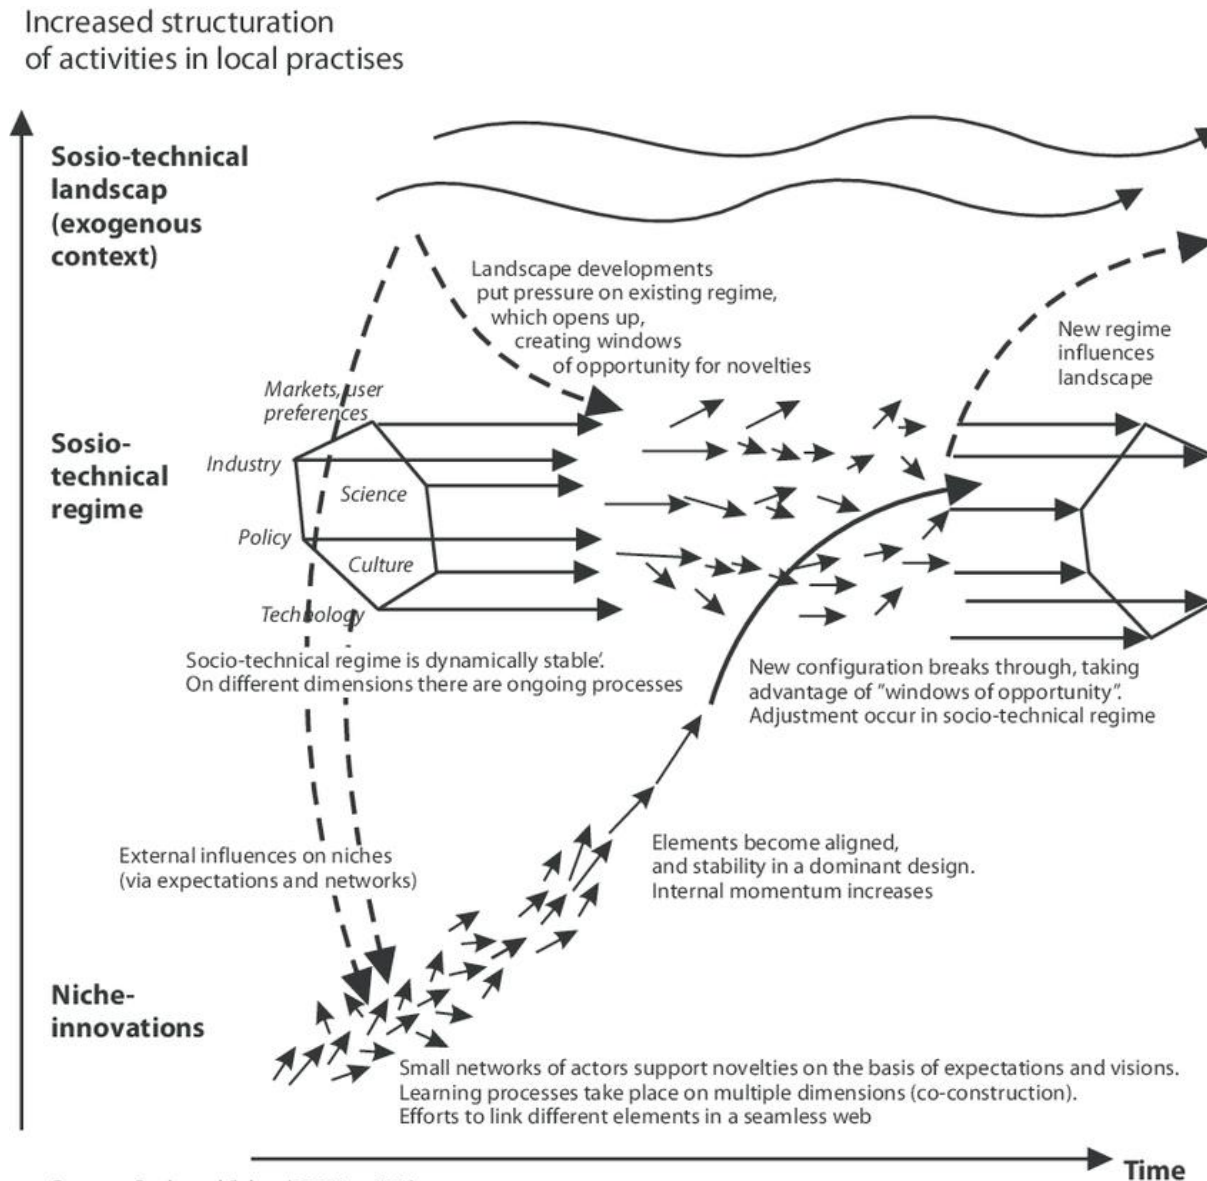 Increased structuration
of activities in local practises
Sosio-technical
landscap
(exogenous
context)
Landscape developments
put pressure on existing regime,
which opens up,
creating windows
of opportunity for novelties
New regime
influences
landscape
Markets, user
preferences
Sosio-
technical
regime
Industry
Science
Policy
Culture
Technology
Socio-technical regime is dynamically stable‘.
On different dimensions there are ongoing processes
New configuration breaks through, taking
advantage of ”windows of opportunity”.
Adjustment occur in socio-technical regime
External influences on niches
(via expectations and networks)
Elements become aligned,
and stability in a dominant design.
Internal momentum increases
Niche-
innovations
Small networks of actors support novelties on the basis of expectations and visions.
Learning processes take place on multiple dimensions (co-construction).
Efforts to link different elements in a seamless web
Time